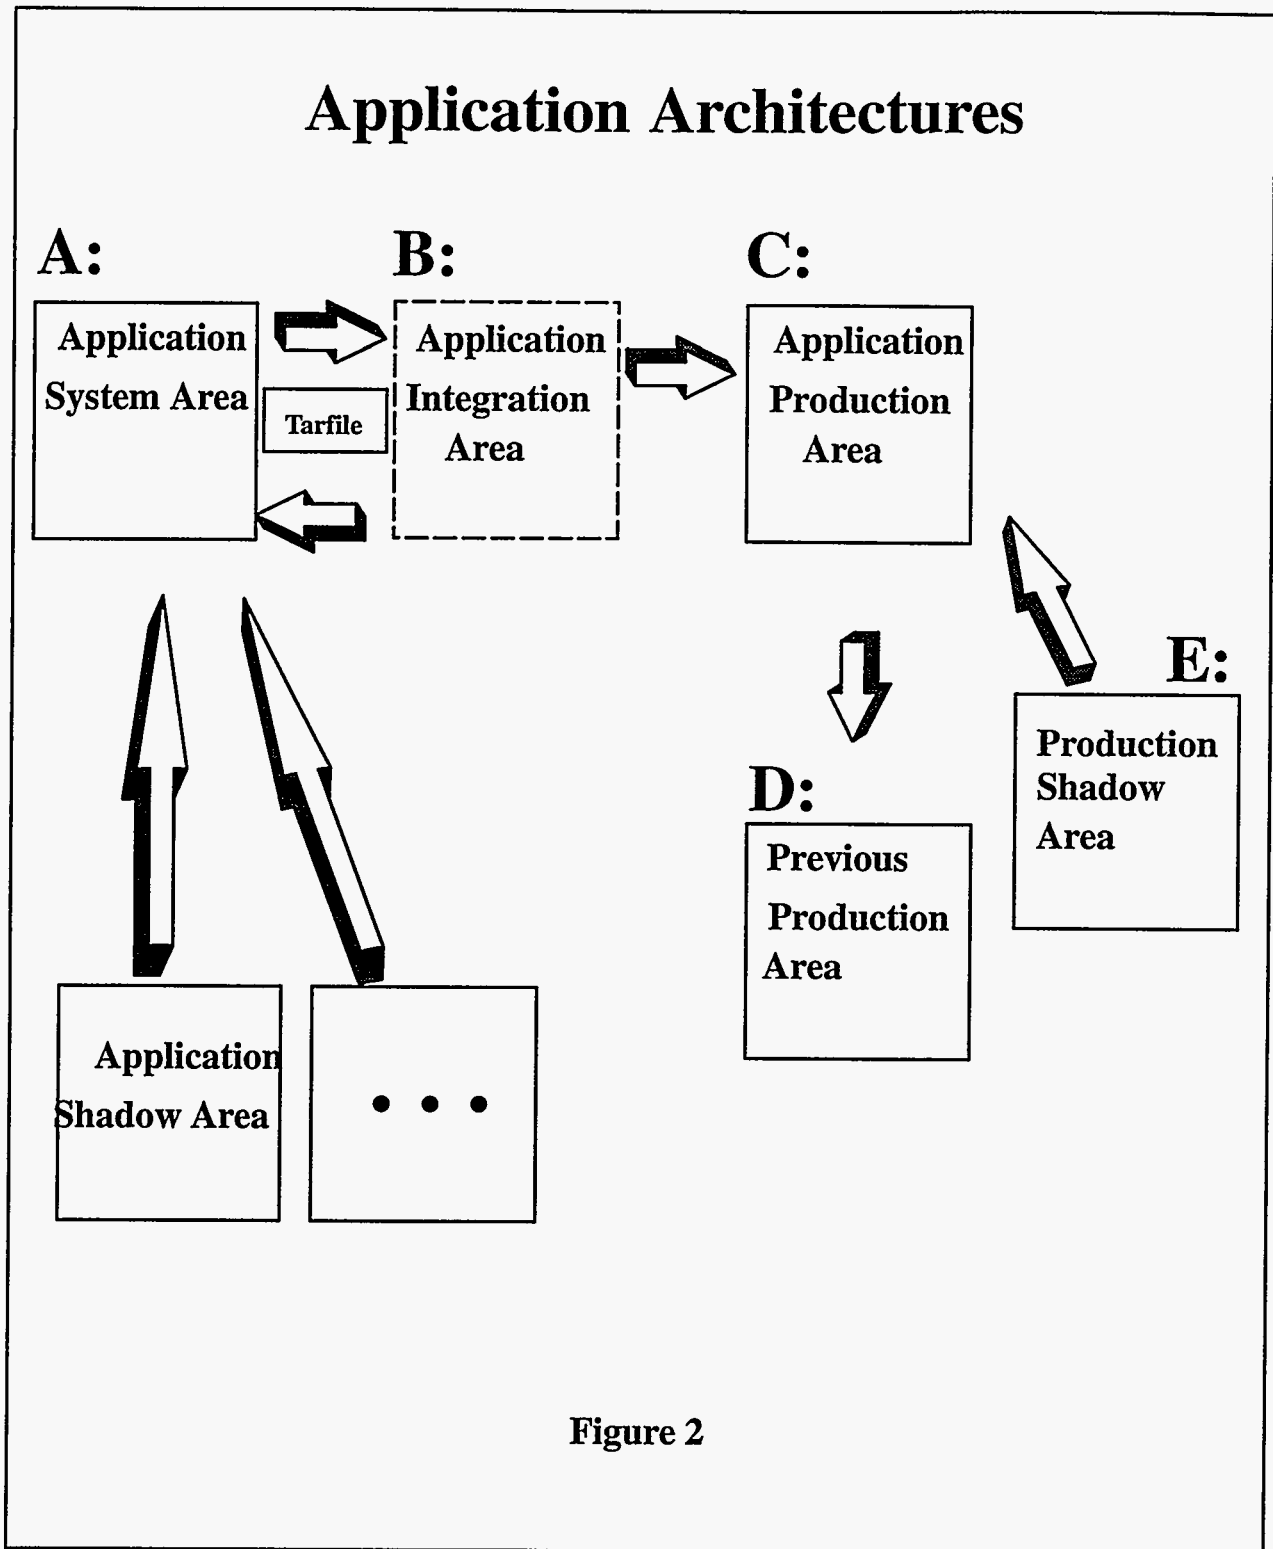 Application Architectures
A:
Application
System Area
Tarfile
B:
Application
Integration
Area
C:
Application
Production
Area
D:
Previous
Production
Area
E:
Production
Shadow
Area
Application
Shadow Area
• • •
Figure 2